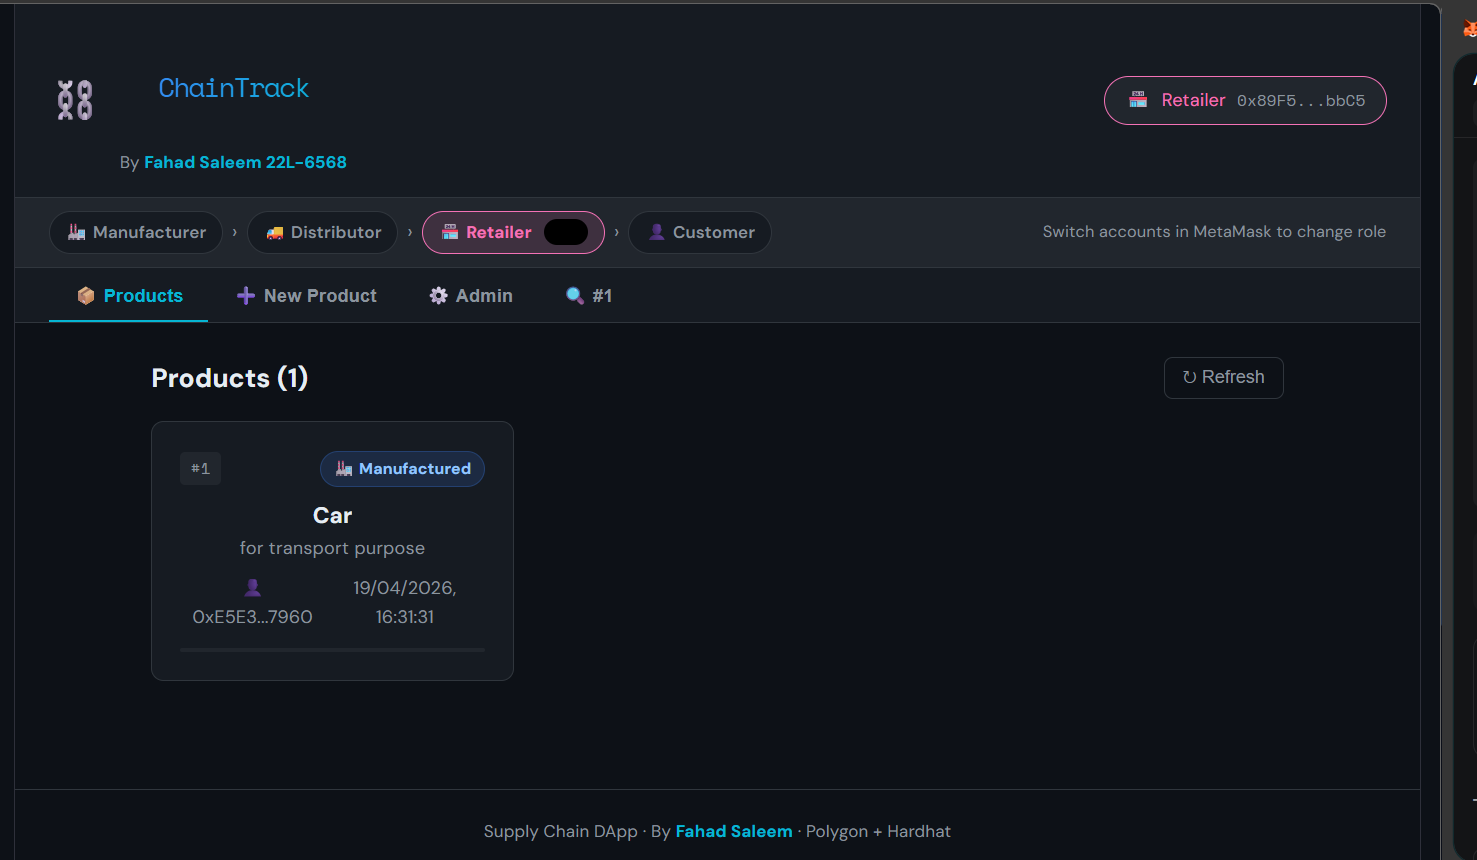 ChainTrack
Retailer 0x89F5...bbC5
By Fahad Saleem 22L-6568
Manufacturer › Distributor › Retailer › Customer
Switch accounts in MetaMask to change role
Products
New Product
Admin
#1
Products (1)
↻ Refresh
#1
Manufactured
Car
for transport purpose
0xE5E3...7960
19/04/2026,
16:31:31
Supply Chain DApp · By Fahad Saleem · Polygon + Hardhat